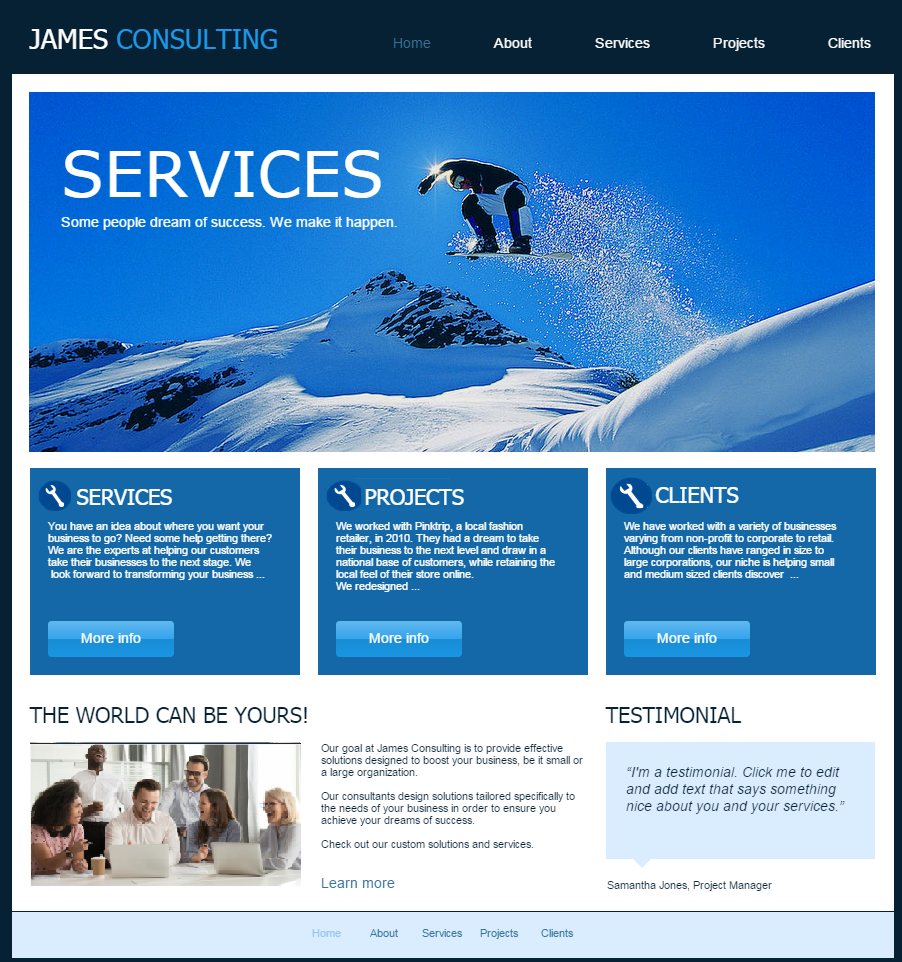 JAMES CONSULTING
Home About Services Projects Clients
SERVICES
Some people dream of success. We make it happen.
SERVICES
You have an idea about where you want your
business to go? Need some help getting there?
We are the experts at helping our customers
take their businesses to the next stage. We
look forward to transforming your business ...
More info
PROJECTS
We worked with Pinktrip, a local fashion
retailer, in 2010. They had a dream to take
their business to the next level and draw in a
national base of customers, while retaining the
local feel of their store online.
We redesigned ...
More info
CLIENTS
We have worked with a variety of businesses
varying from non-profit to corporate to retail.
Although our clients have ranged in size to
large corporations, our niche is helping small
and medium sized clients discover ...
More info
THE WORLD CAN BE YOURS!
Our goal at James Consulting is to provide effective
solutions designed to boost your business, be it small or
a large organization.
Our consultants design solutions tailored specifically to
the needs of your business in order to ensure you
achieve your dreams of success.
Check out our custom solutions and services.
Learn more
TESTIMONIAL
“I'm a testimonial. Click me to edit
and add text that says something
nice about you and your services.”
Samantha Jones, Project Manager
Home About Services Projects Clients